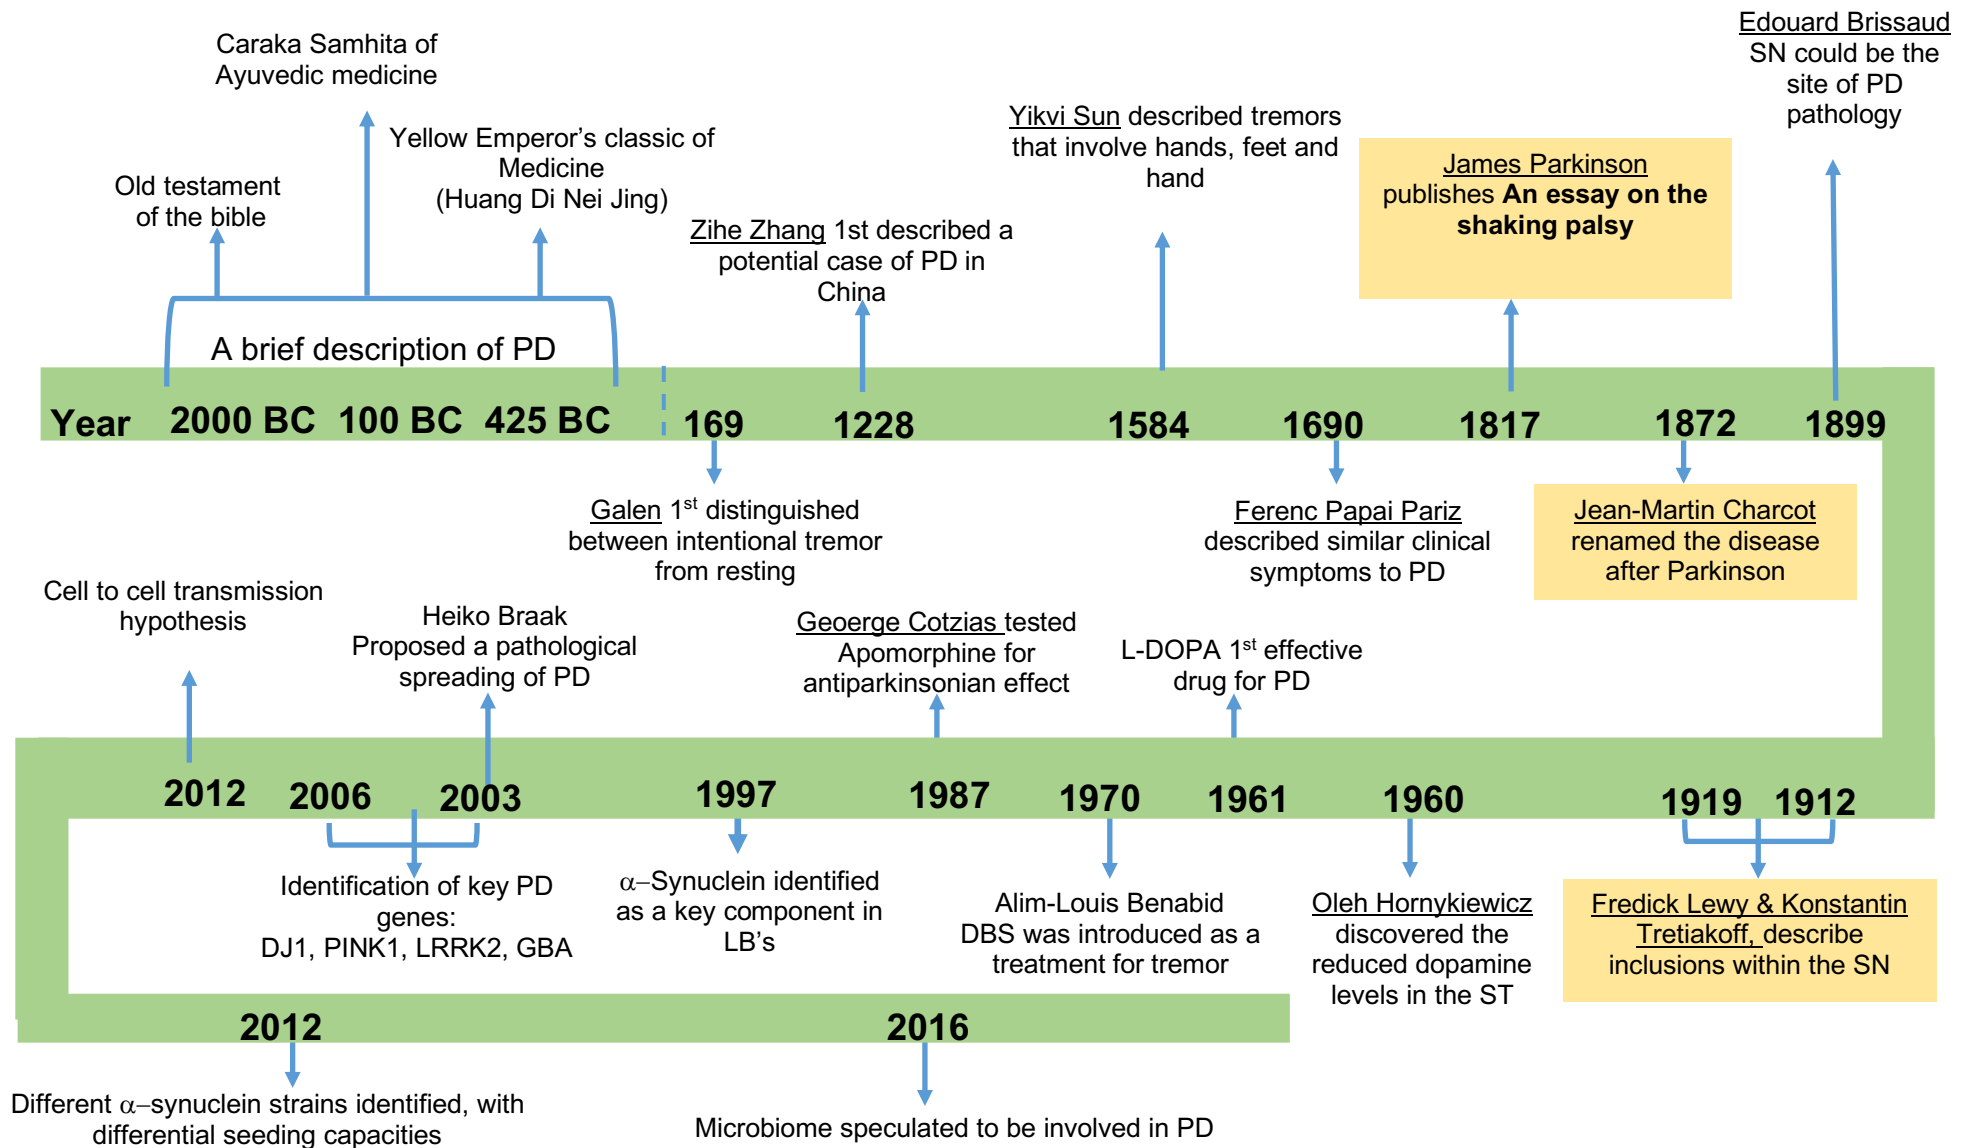 Edouard Brissaud
SN could be the
site of PD
pathology
Caraka Samhita of
Ayuvedic medicine
Yellow Emperor’s classic of
Medicine
(Huang Di Nei Jing)
Old testament
of the bible
Yikvi Sun described tremors
that involve hands, feet and
hand
James Parkinson
publishes An essay on the
shaking palsy
Zihe Zhang 1st described a
potential case of PD in
China
A brief description of PD
Year 2000 BC 100 BC 425 BC 169 1228 1584 1690 1817 1872 1899
Galen 1st distinguished
between intentional tremor
from resting
Ferenc Papai Pariz
described similar clinical
symptoms to PD
Jean-Martin Charcot
renamed the disease
after Parkinson
Cell to cell transmission
hypothesis
Heiko Braak
Proposed a pathological
spreading of PD
Geoerge Cotzias tested
Apomorphine for
antiparkinsonian effect
L-DOPA 1st effective
drug for PD
2012 2006 2003 1997 1987 1970 1961 1960 1919 1912
Identification of key PD
genes:
DJ1, PINK1, LRRK2, GBA
α–Synuclein identified
as a key component in
LB’s
Alim-Louis Benabid
DBS was introduced as a
treatment for tremor
Oleh Hornykiewicz
discovered the
reduced dopamine
levels in the ST
Fredick Lewy & Konstantin
Tretiakoff, describe
inclusions within the SN
2012 2016
Different α–synuclein strains identified, with
differential seeding capacities
Microbiome speculated to be involved in PD